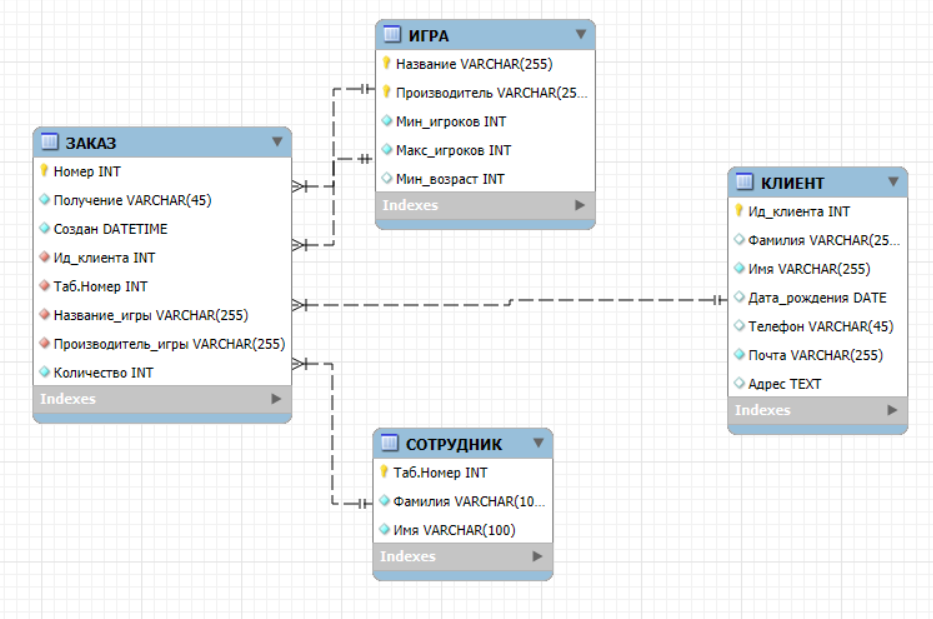 ИГРА
Название VARCHAR(255)
Производитель VARCHAR(25...
Мин_игроков INT
Макс_игроков INT
Мин_возраст INT
Indexes
ЗАКАЗ
Номер INT
Получение VARCHAR(45)
Создан DATETIME
Ид_клиента INT
Таб.Номер INT
Название_игры VARCHAR(255)
Производитель_игры VARCHAR(255)
Количество INT
Indexes
КЛИЕНТ
Ид_клиента INT
Фамилия VARCHAR(25...
Имя VARCHAR(255)
Дата_рождения DATE
Телефон VARCHAR(45)
Почта VARCHAR(255)
Адрес TEXT
Indexes
СОТРУДНИК
Таб.Номер INT
Фамилия VARCHAR(10...
Имя VARCHAR(100)
Indexes